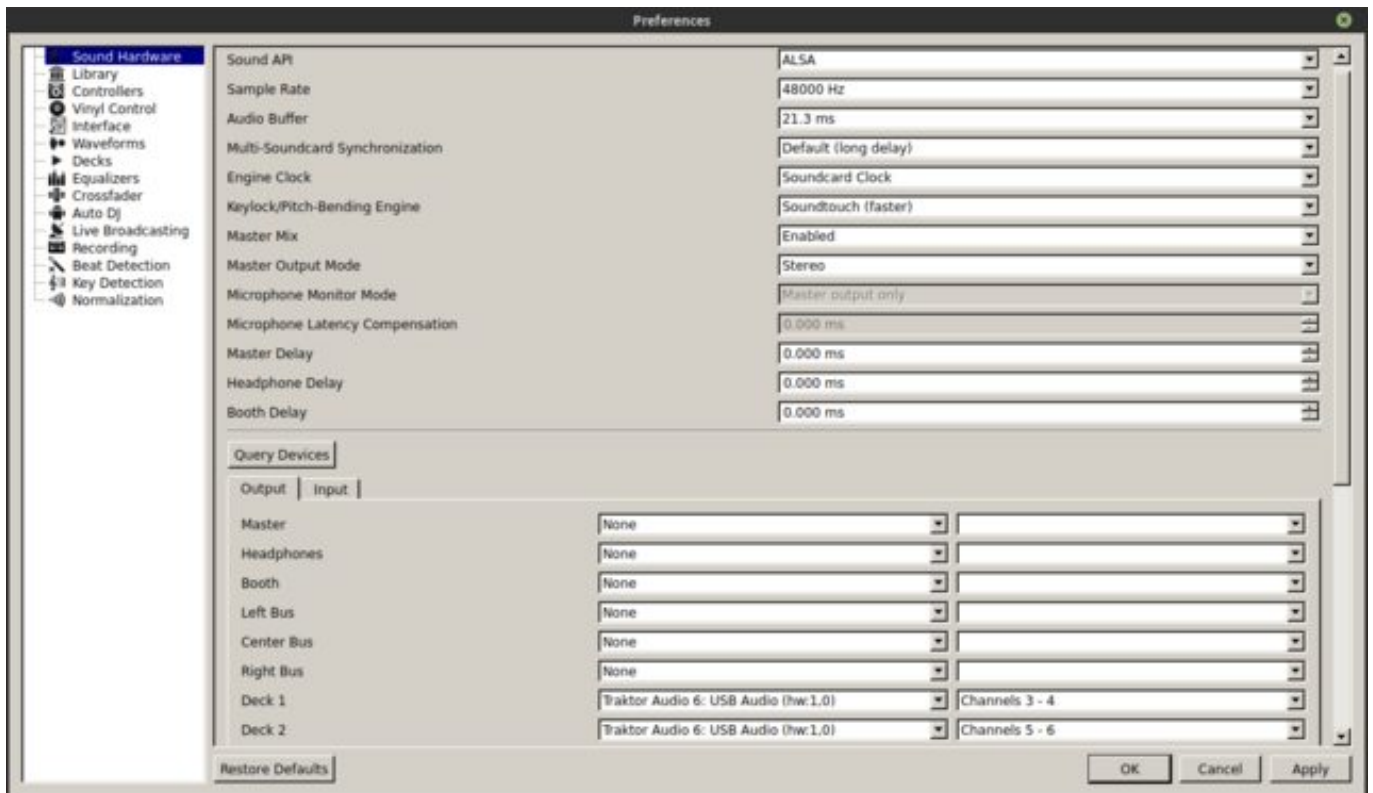 Preferences
Sound Hardware
Library
Controllers
Vinyl Control
Interface
Waveforms
Decks
Equalizers
Crossfader
Auto DJ
Live Broadcasting
Recording
Beat Detection
Key Detection
Normalization
Sound API ALSA
Sample Rate 48000 Hz
Audio Buffer 21.3 ms
Multi-Soundcard Synchronization Default (long delay)
Engine Clock Soundcard Clock
Keylock/Pitch-Bending Engine Soundtouch (faster)
Master Mix Enabled
Master Output Mode Stereo
Microphone Monitor Mode Master output only
Microphone Latency Compensation 0.000 ms
Master Delay 0.000 ms
Headphone Delay 0.000 ms
Booth Delay 0.000 ms
Query Devices
Output Input
Master None
Headphones None
Booth None
Left Bus None
Center Bus None
Right Bus None
Deck 1 Traktor Audio 6: USB Audio (hw:1,0) Channels 3 - 4
Deck 2 Traktor Audio 6: USB Audio (hw:1,0) Channels 5 - 6
Restore Defaults OK Cancel Apply